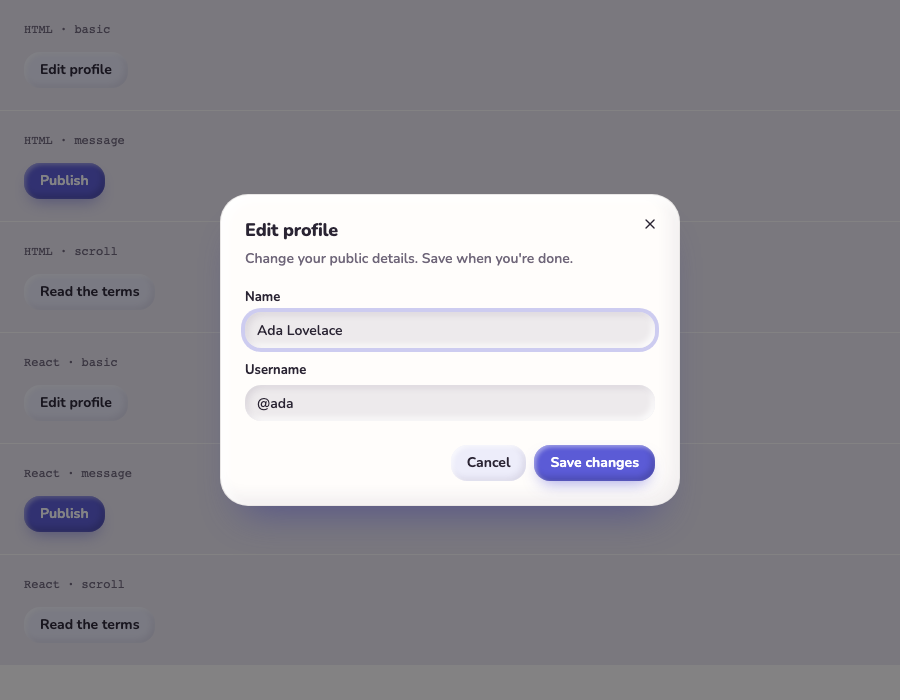 HTML · basic
Edit profile
HTML · message
Publish
HTML · scroll
Read the terms
React · basic
Edit profile
React · message
Publish
React · scroll
Read the terms
Edit profile
Change your public details. Save when you're done.
Name
Ada Lovelace
Username
@ada
Cancel
Save changes